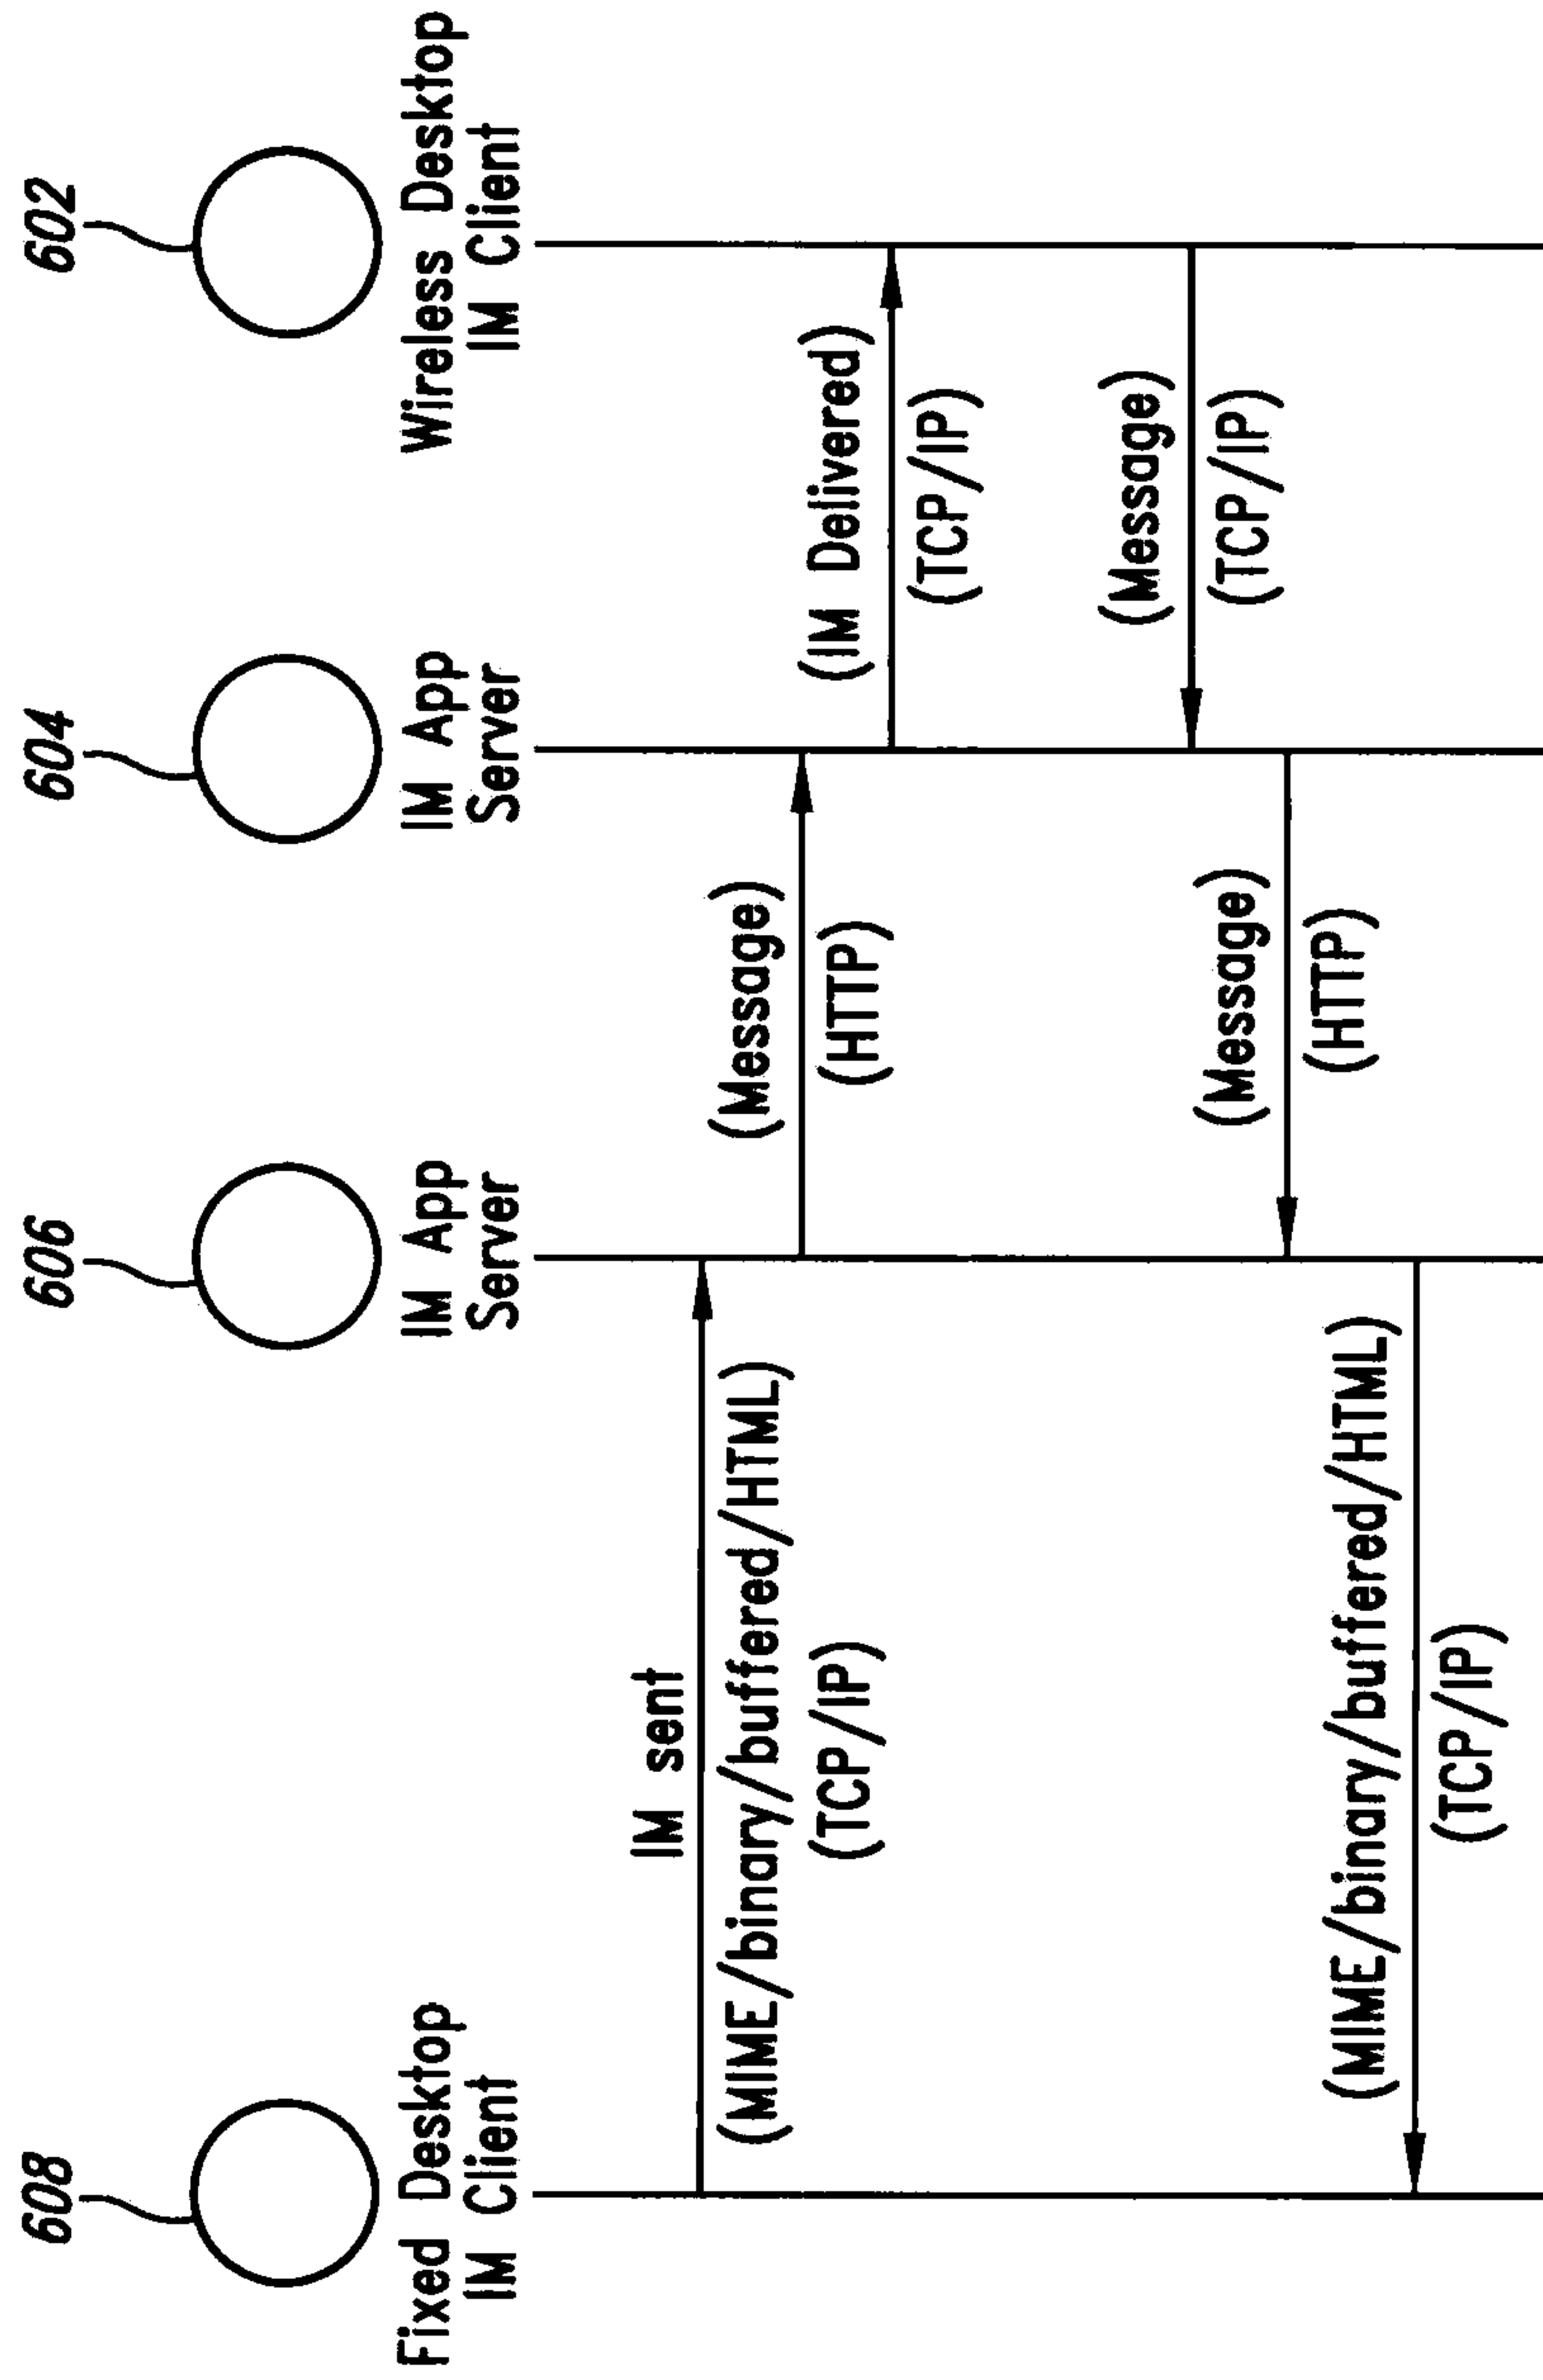 608
606
604
602
Fixed Desktop
IM Client
IM App
Server
IM App
Server
Wireless Desktop
IM Client
IM sent
(MIME/binary/buffered/HTML)
(TCP/IP)
(Message)
(HTTP)
(IM Delivered)
(TCP/IP)
(Message)
(TCP/IP)
(Message)
(HTTP)
(MIME/binary/buffered/HTML)
(TCP/IP)